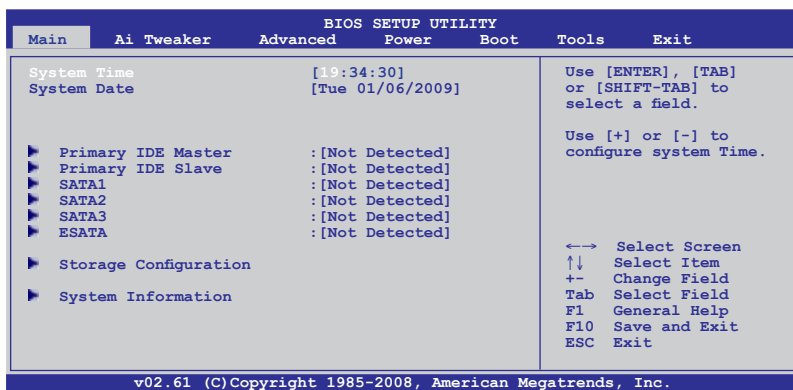 BIOS SETUP UTILITY
Main Ai Tweaker Advanced Power Boot Tools Exit
System Time [19:34:30]
System Date [Tue 01/06/2009]
Primary IDE Master :[Not Detected]
Primary IDE Slave :[Not Detected]
SATA1 :[Not Detected]
SATA2 :[Not Detected]
SATA3 :[Not Detected]
ESATA :[Not Detected]
Storage Configuration
System Information
Use [ENTER], [TAB]
or [SHIFT-TAB] to
select a field.
Use [+] or [-] to
configure system Time.
←→ Select Screen
↑↓ Select Item
+- Change Field
Tab Select Field
F1 General Help
F10 Save and Exit
ESC Exit
v02.61 (C)Copyright 1985-2008, American Megatrends, Inc.